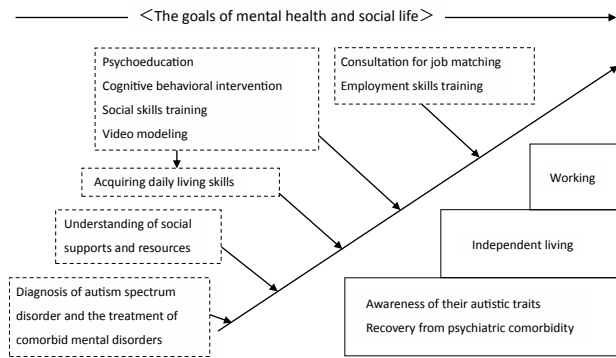 ＜The goals of mental health and social life＞
Psychoeducation
Cognitive behavioral intervention
Social skills training
Video modeling
Consultation for job matching
Employment skills training
Acquiring daily living skills
Working
Understanding of social
supports and resources
Independent living
Diagnosis of autism spectrum
disorder and the treatment of
comorbid mental disorders
Awareness of their autistic traits
Recovery from psychiatric comorbidity